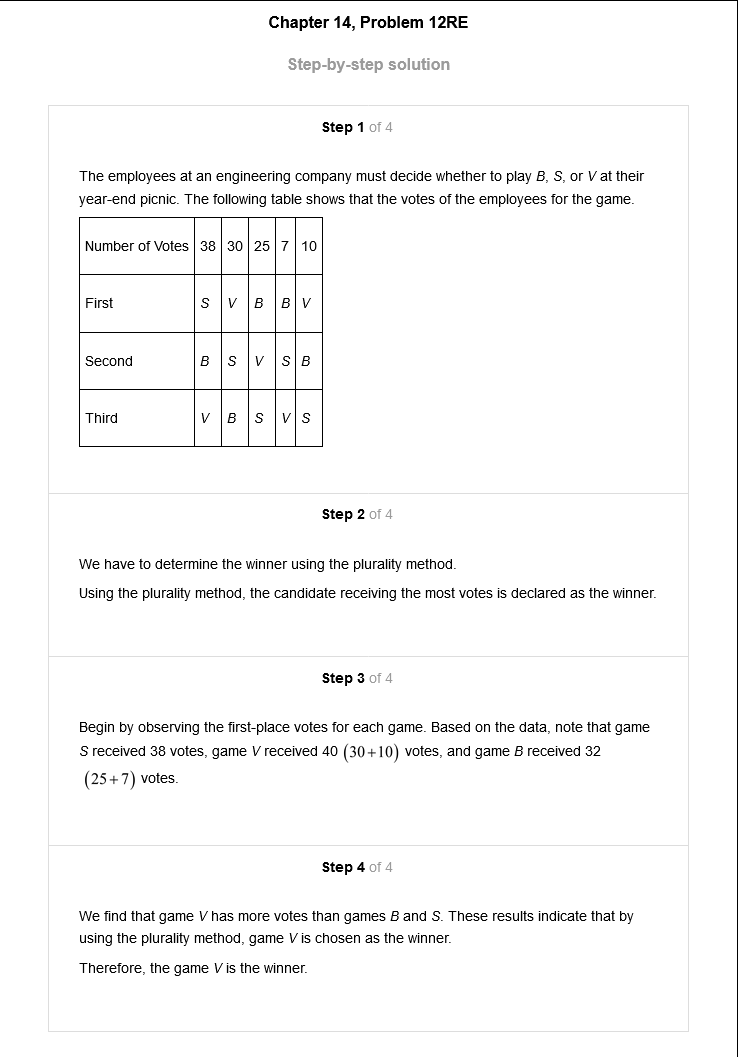 Chapter 14, Problem 12RE
Step-by-step solution
Step 1 of 4
The employees at an engineering company must decide whether to play B, S, or V at their
year-end picnic. The following table shows that the votes of the employees for the game.
Number of Votes 38 30 25 7 10
First S V B B V
Second B S V S B
Third V B S V S
Step 2 of 4
We have to determine the winner using the plurality method.
Using the plurality method, the candidate receiving the most votes is declared as the winner.
Step 3 of 4
Begin by observing the first-place votes for each game. Based on the data, note that game
S received 38 votes, game V received 40 (30+10) votes, and game B received 32
(25+7) votes.
Step 4 of 4
We find that game V has more votes than games B and S. These results indicate that by
using the plurality method, game V is chosen as the winner.
Therefore, the game V is the winner.